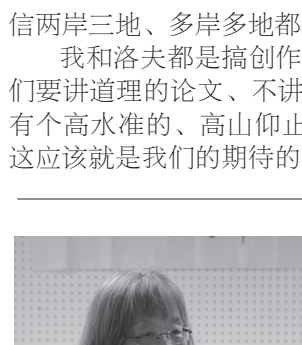 信两岸三地、多岸多地都
我和洛夫都是搞创作
们要讲道理的论文、不讲
有个高水准的、高山仰止
这应该就是我们的期待的